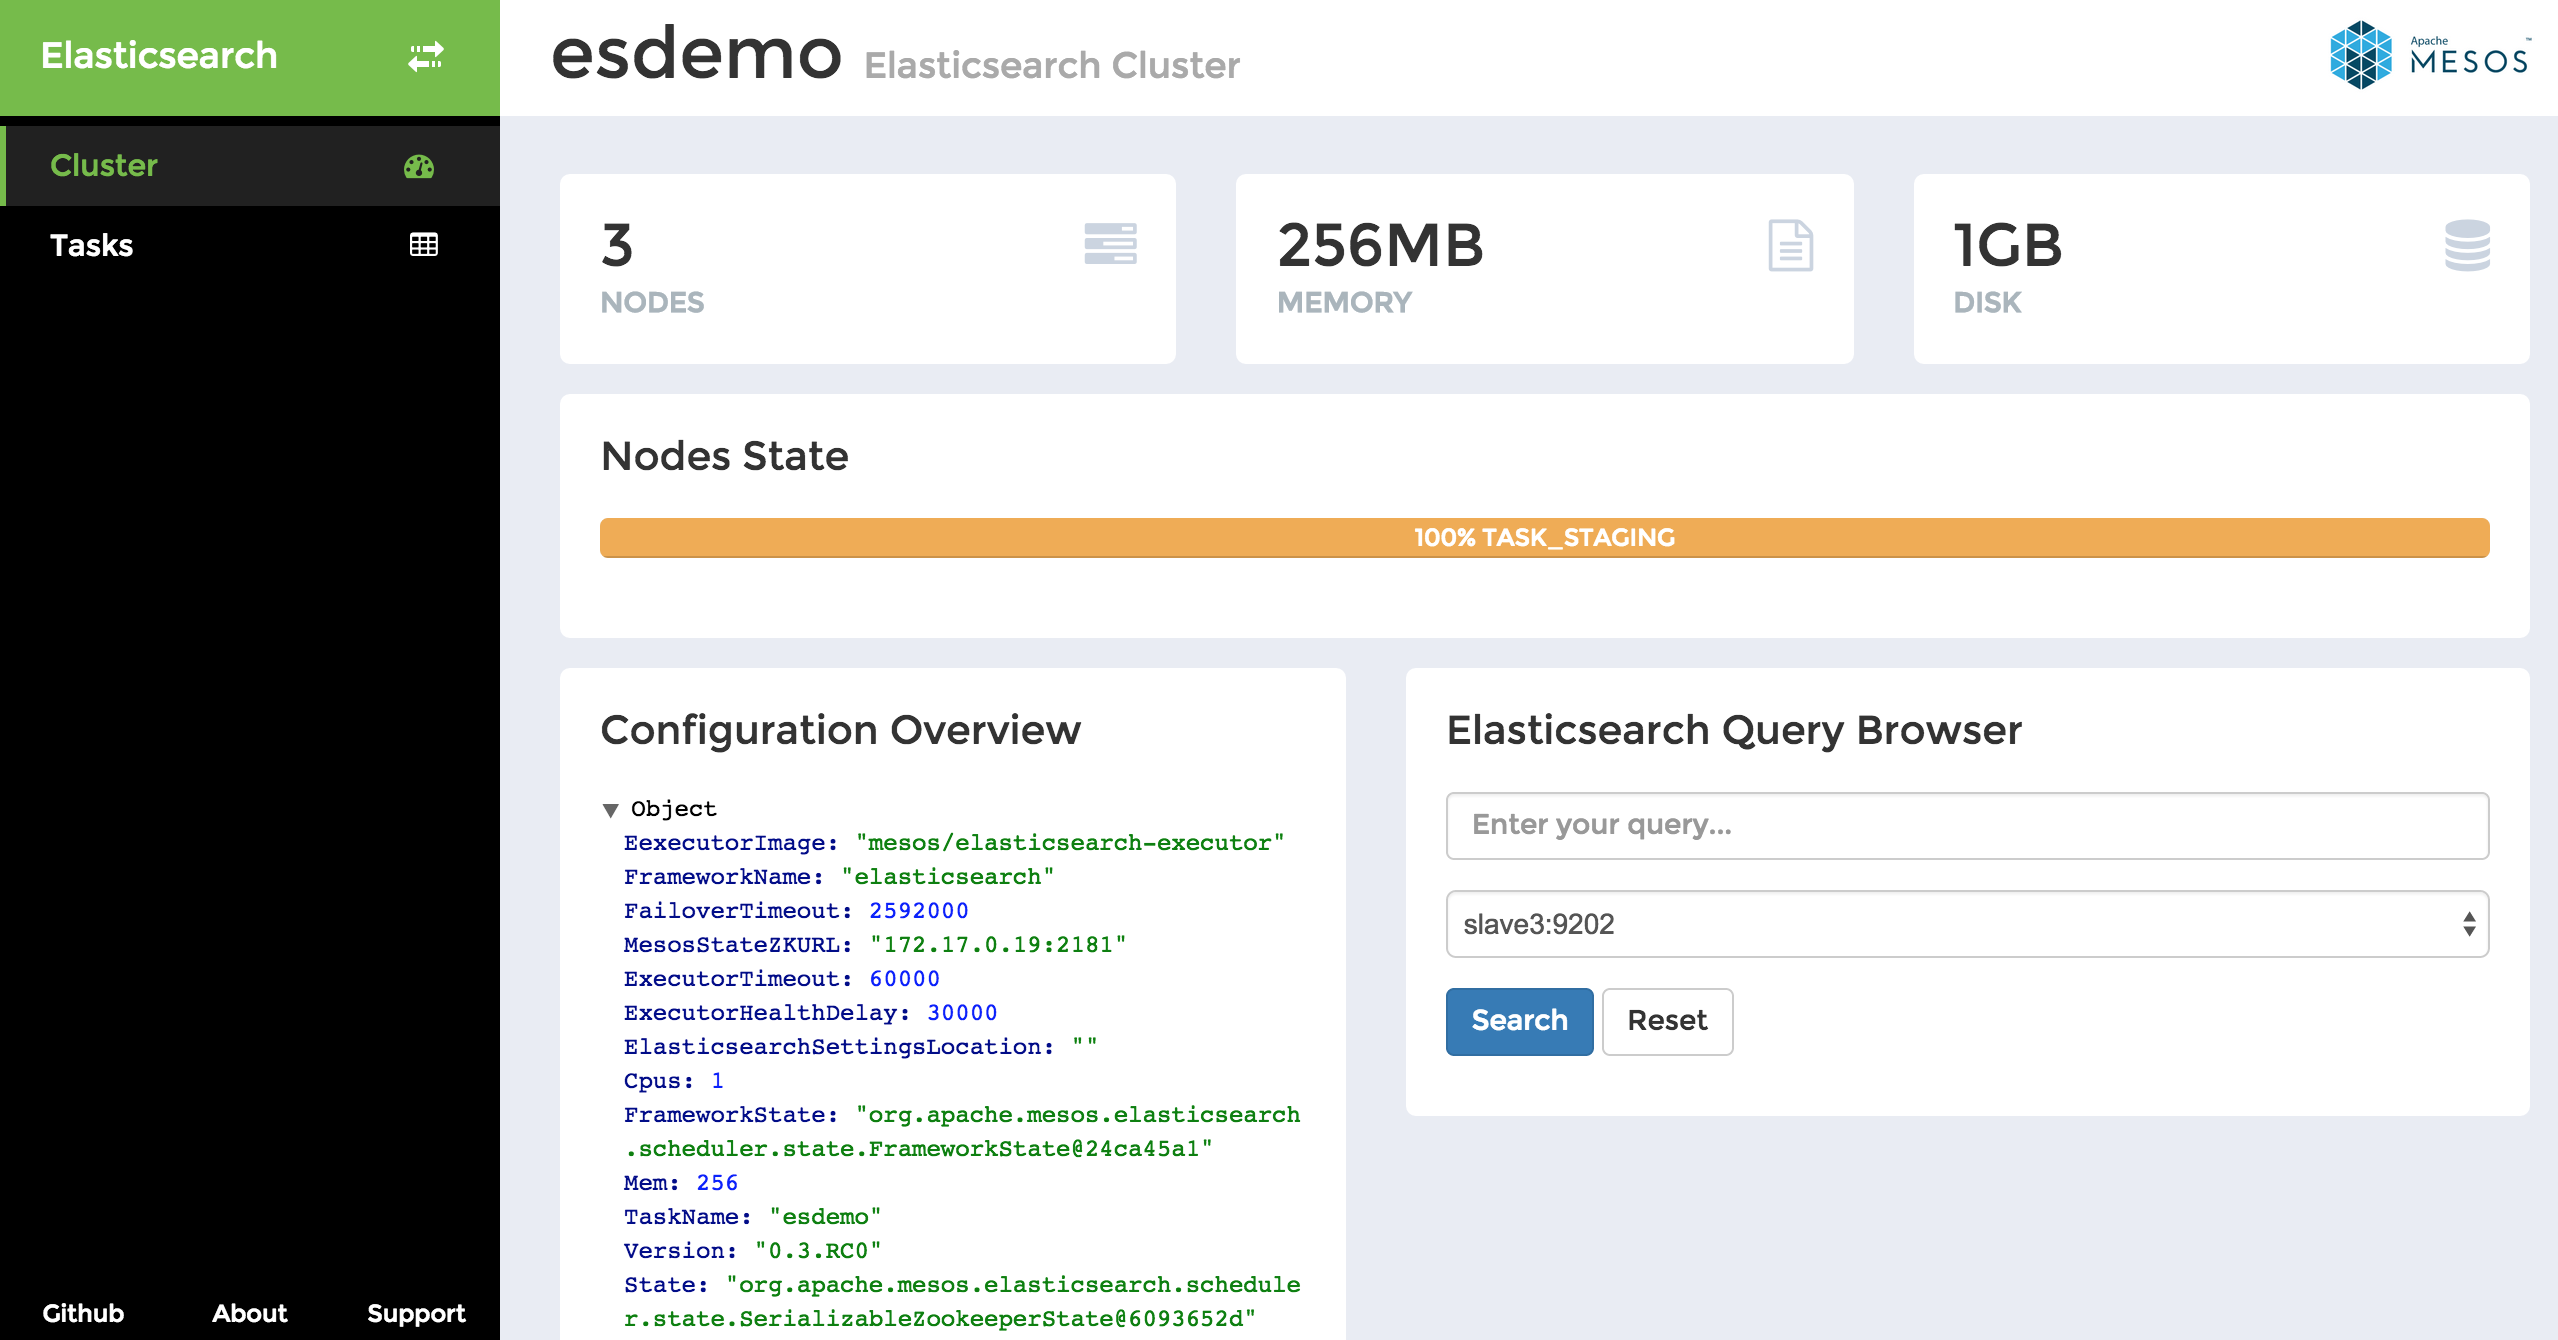 Elasticsearch
esdemo Elasticsearch Cluster
Apache
MESOS™
Cluster
Tasks
3
NODES
256MB
MEMORY
1GB
DISK
Nodes State
100% TASK_STAGING
Configuration Overview
▼ Object
EexecutorImage: "mesos/elasticsearch-executor"
FrameworkName: "elasticsearch"
FailoverTimeout: 2592000
MesosStateZKURL: "172.17.0.19:2181"
ExecutorTimeout: 60000
ExecutorHealthDelay: 30000
ElasticsearchSettingsLocation: ""
Cpus: 1
FrameworkState: "org.apache.mesos.elasticsearch
.scheduler.state.FrameworkState@24ca45a1"
Mem: 256
TaskName: "esdemo"
Version: "0.3.RC0"
State: "org.apache.mesos.elasticsearch.schedule
r.state.SerializableZookeeperState@6093652d"
Elasticsearch Query Browser
Enter your query...
slave3:9202
Search Reset
Github About Support